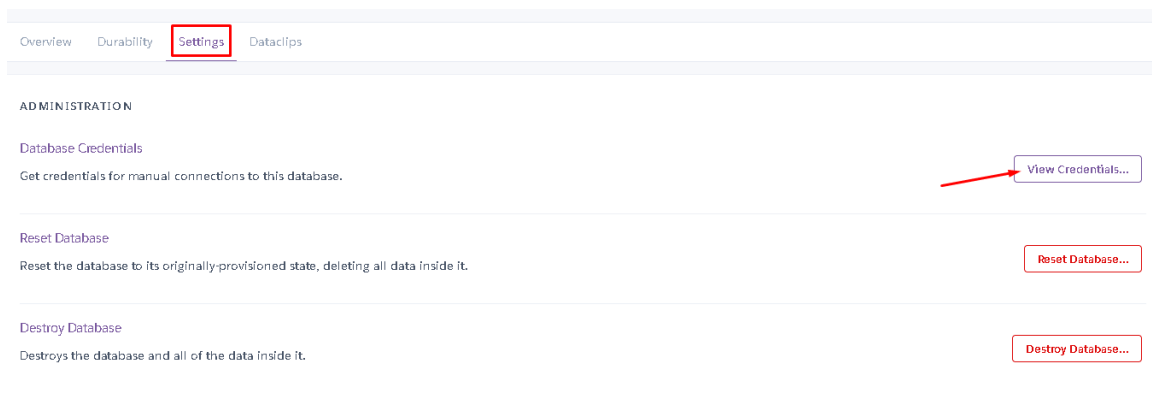 Overview Durability Settings Dataclips
ADMINISTRATION
Database Credentials
Get credentials for manual connections to this database.
View Credentials...
Reset Database
Reset the database to its originally-provisioned state, deleting all data inside it.
Reset Database...
Destroy Database
Destroys the database and all of the data inside it.
Destroy Database...